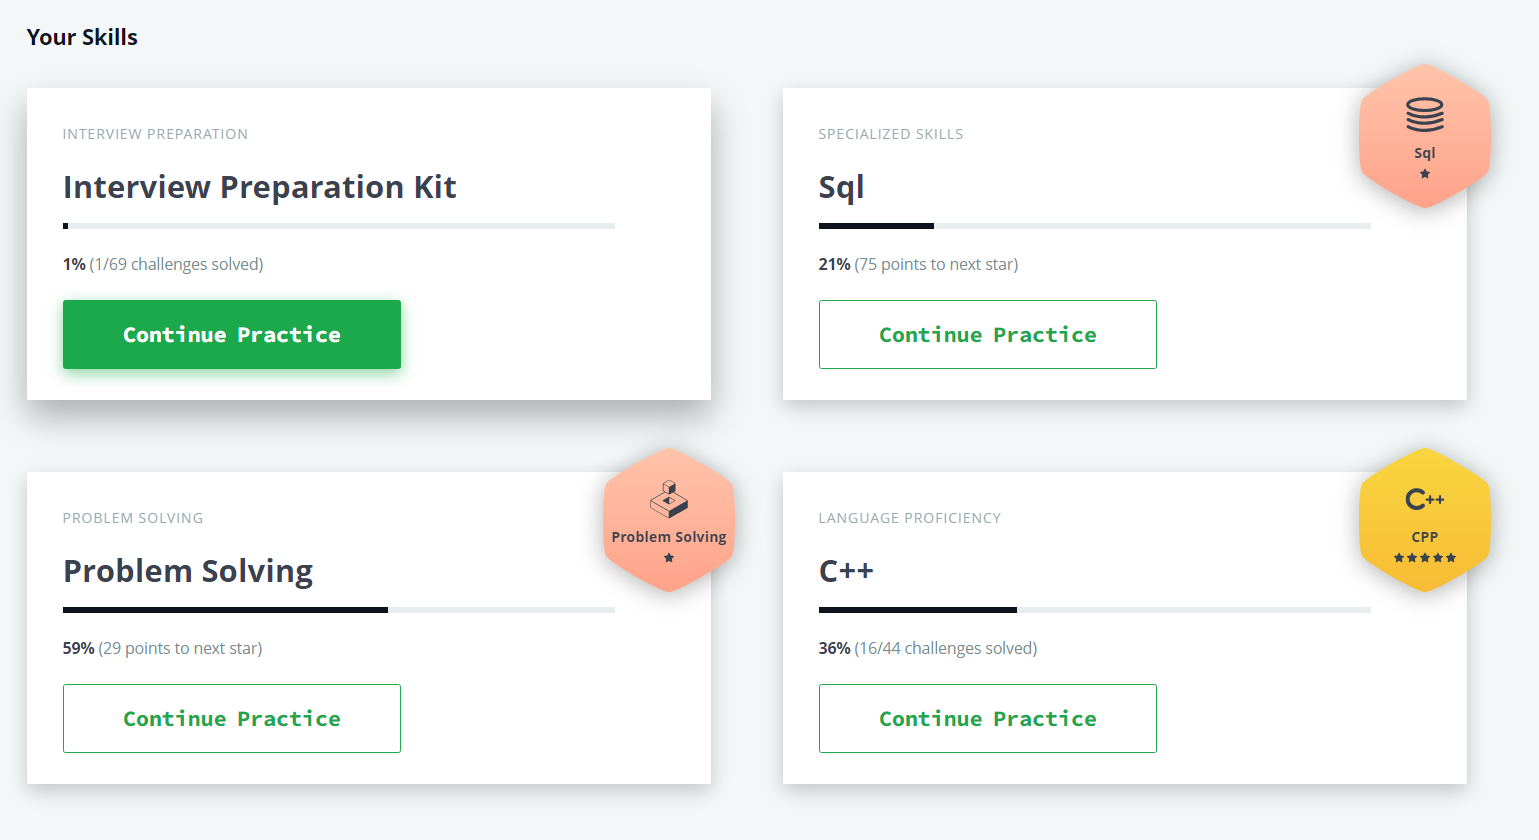 Your Skills
INTERVIEW PREPARATION
Interview Preparation Kit
1% (1/69 challenges solved)
Continue Practice
SPECIALIZED SKILLS
Sql
21% (75 points to next star)
Continue Practice
Sql
PROBLEM SOLVING
Problem Solving
59% (29 points to next star)
Continue Practice
Problem Solving
LANGUAGE PROFICIENCY
C++
36% (16/44 challenges solved)
Continue Practice
C++
CPP